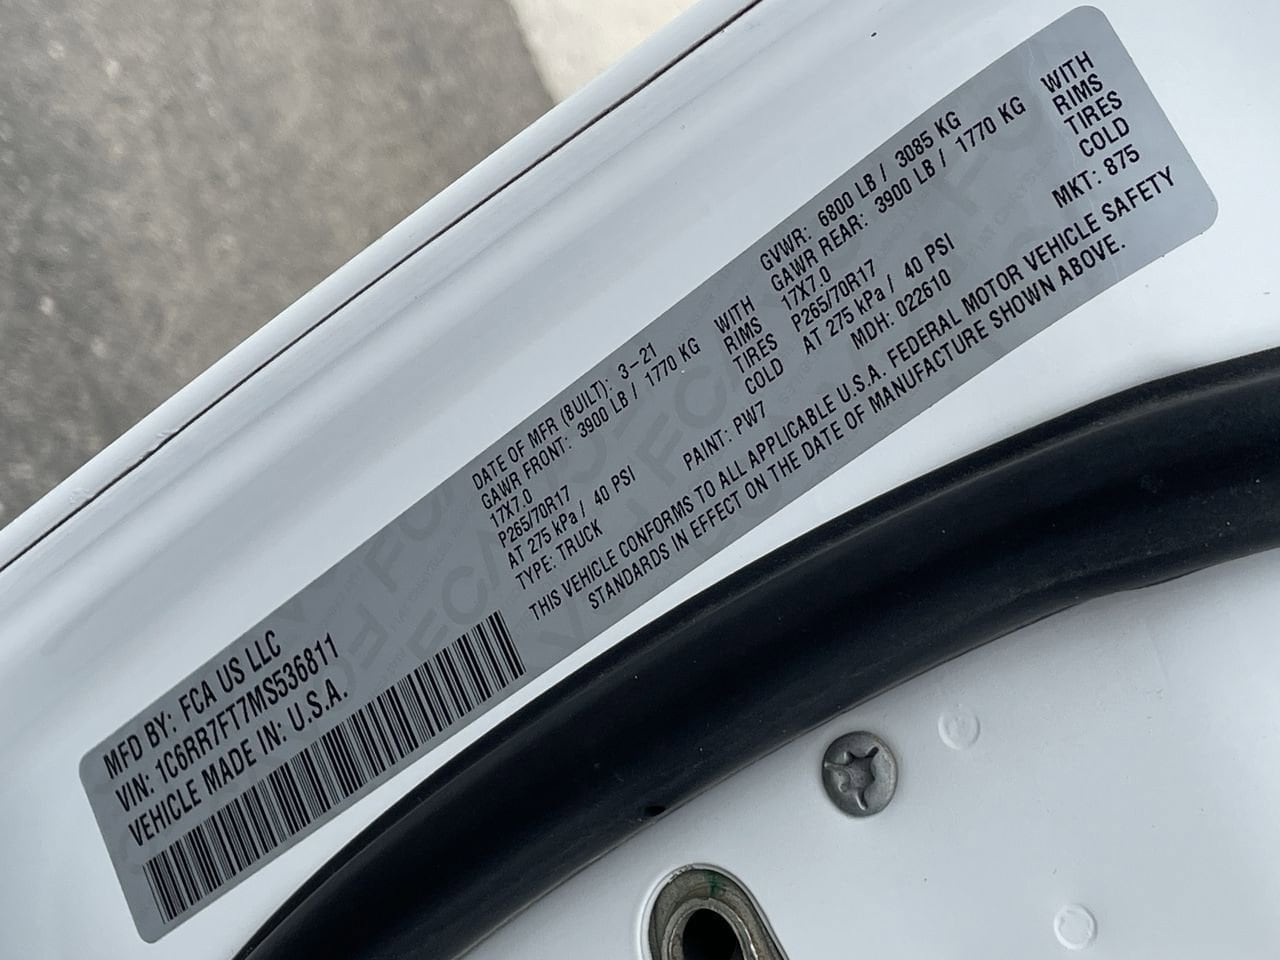 MFD BY: FCA US LLC
VIN: 1C6RR7FT7MS536811
VEHICLE MADE IN: U.S.A.
DATE OF MFR (BUILT): 3-21
GAWR FRONT: 3900 LB / 1770 KG WITH
17X7.0 RIMS
P265/70R17 TIRES
AT 275 kPa / 40 PSI COLD
TYPE: TRUCK PAINT: PW7
GVWR: 6800 LB / 3085 KG
GAWR REAR: 3900 LB / 1770 KG WITH
17X7.0 RIMS
P265/70R17 TIRES
AT 275 kPa / 40 PSI COLD
MDH: 022610 MKT: 875
THIS VEHICLE CONFORMS TO ALL APPLICABLE U.S.A. FEDERAL MOTOR VEHICLE SAFETY
STANDARDS IN EFFECT ON THE DATE OF MANUFACTURE SHOWN ABOVE.